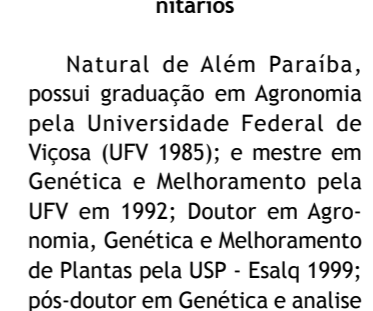 nitários
Natural de Além Paraíba,
possui graduação em Agronomia
pela Universidade Federal de
Viçosa (UFV 1985); e mestre em
Genética e Melhoramento pela
UFV em 1992; Doutor em Agro-
nomia, Genética e Melhoramento
de Plantas pela USP - Esalq 1999;
pós-doutor em Genética e analise